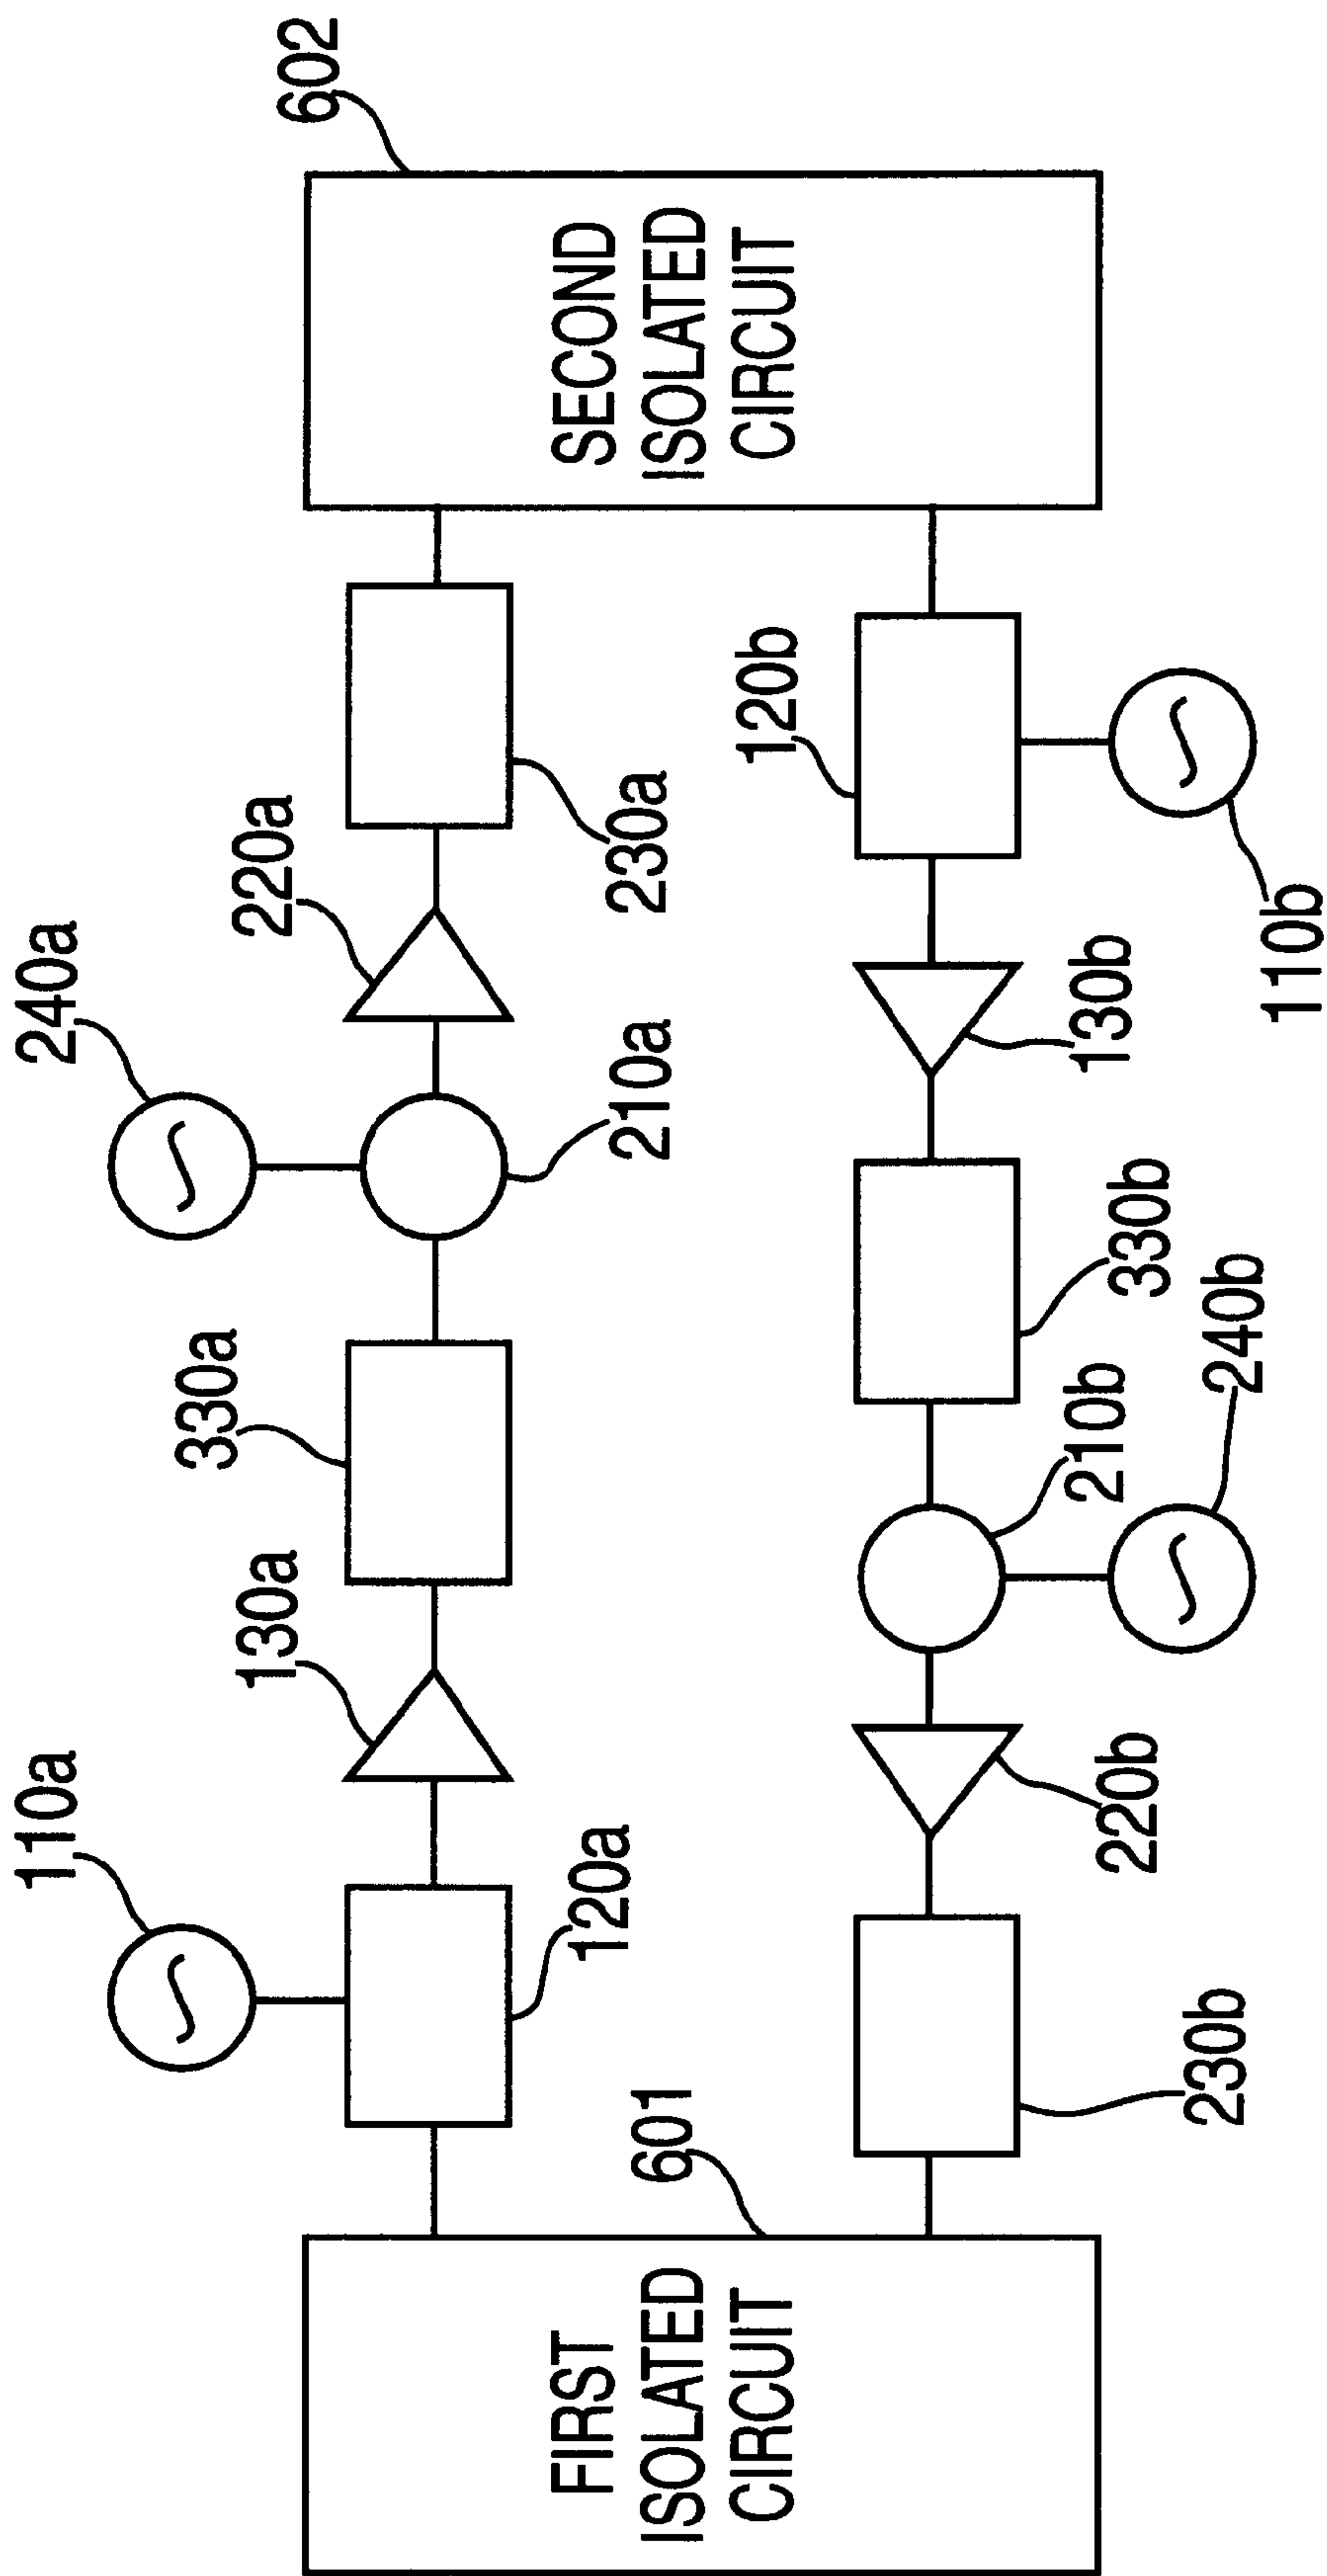 110a
240a
130a
330a
220a
602
120a
210a
230a
FIRST
ISOLATED
CIRCUIT
601
SECOND
ISOLATED
CIRCUIT
120b
210b
330b
130b
230b
220b
240b
110b